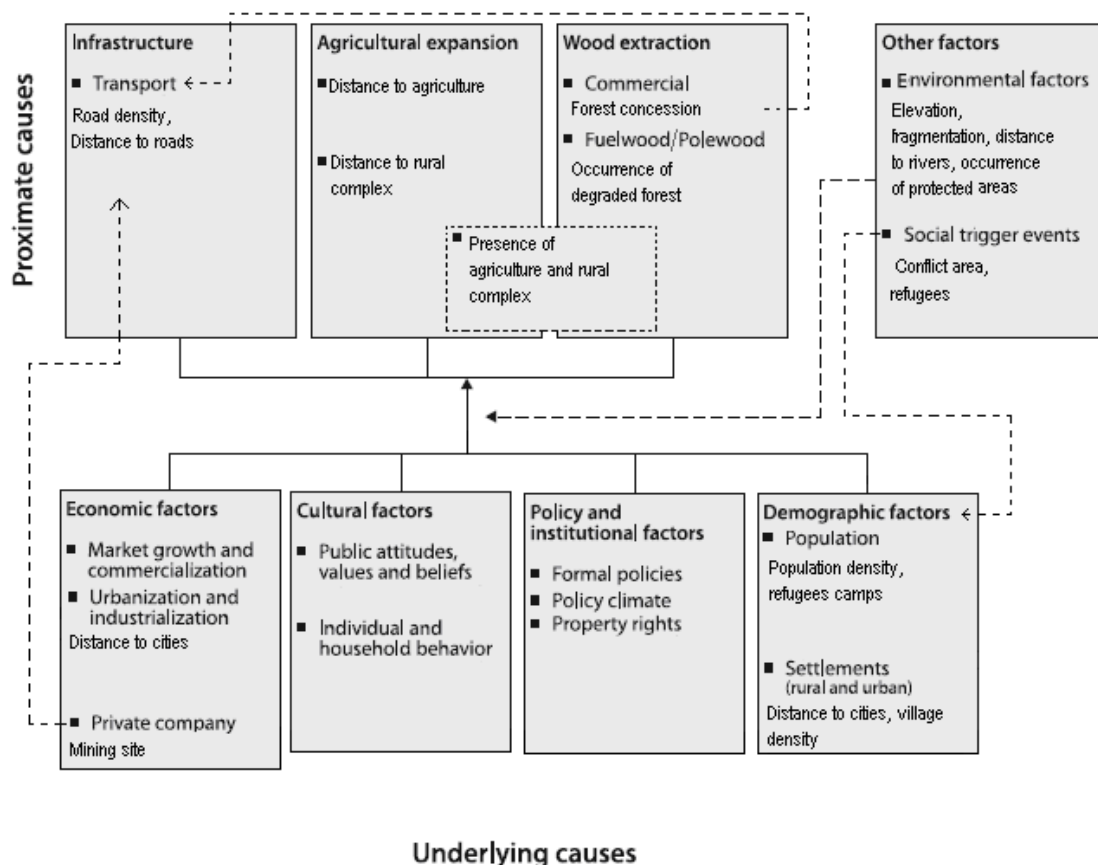 Proximate causes
Infrastructure
■ Transport
Road density,
Distance to roads
Agricultural expansion
■ Distance to agriculture
■ Distance to rural
complex
■ Presence of
agriculture and rural
complex
Wood extraction
■ Commercial
Forest concession
■ Fuelwood/Polewood
Occurrence of
degraded forest
Other factors
■ Environmental factors
Elevation,
fragmentation, distance
to rivers, occurrence
of protected areas
■ Social trigger events
Conflict area,
refugees
Economic factors
■ Market growth and
commercialization
■ Urbanization and
industrialization
Distance to cities
■ Private company
Mining site
Cultural factors
■ Public attitudes,
values and beliefs
■ Individual and
household behavior
Policy and
institutional factors
■ Formal policies
■ Policy climate
■ Property rights
Demographic factors
■ Population
Population density,
refugees camps
■ Settlements
(rural and urban)
Distance to cities, village
density
Underlying causes